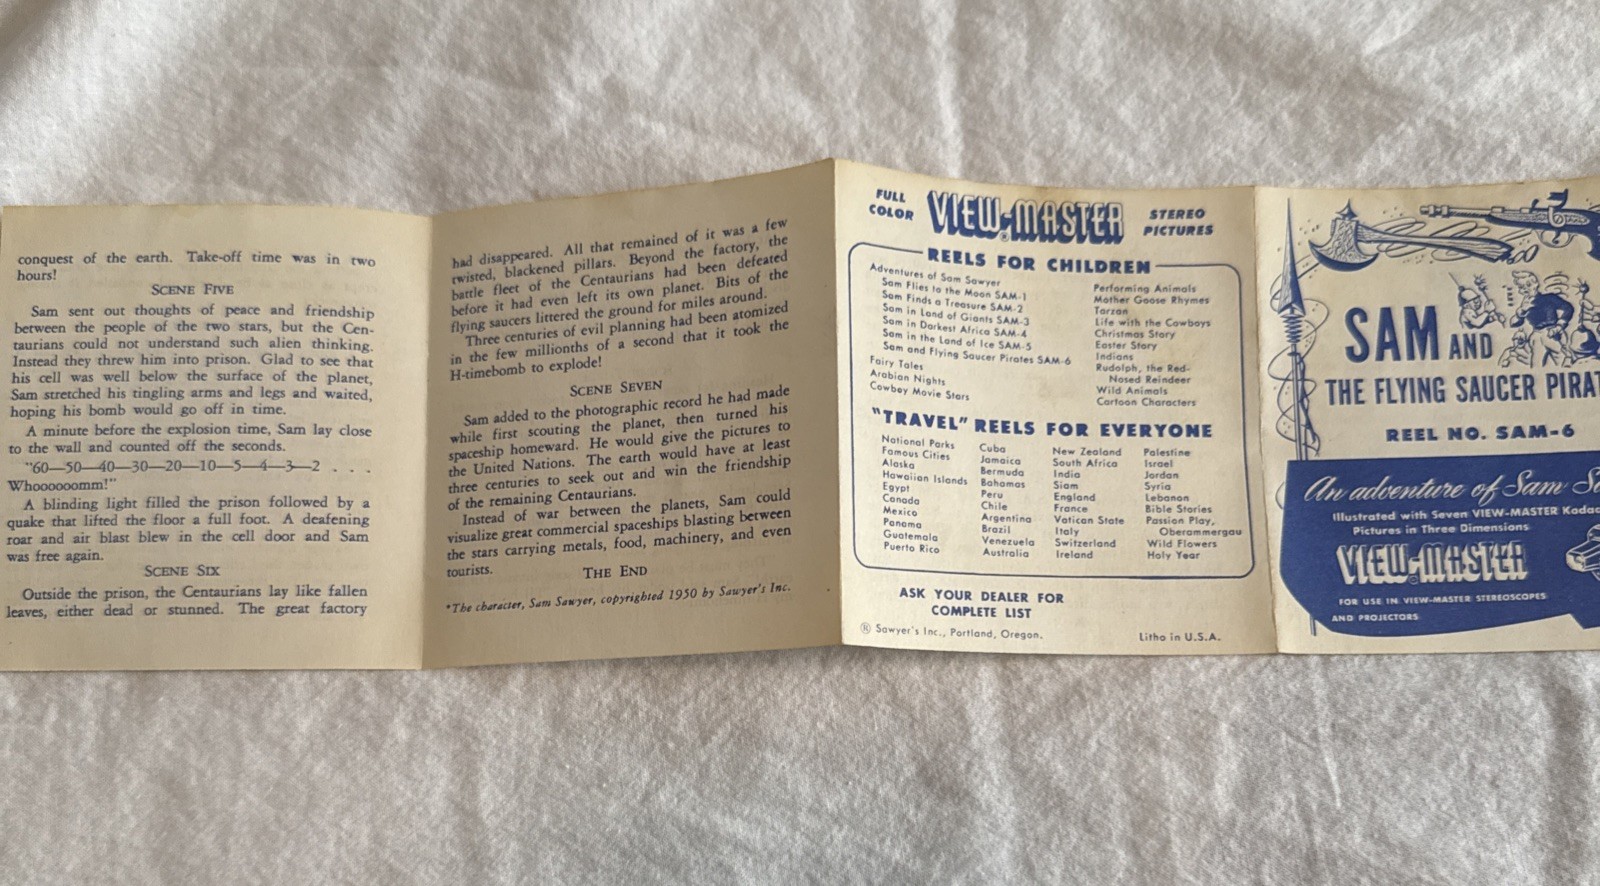 conquest of the earth. Take-off time was in two
hours!
SCENE FIVE
Sam sent out thoughts of peace and friendship
between the people of the two stars, but the Cen-
taurians could not understand such alien thinking.
Instead they threw him into prison. Glad to see that
his cell was well below the surface of the planet,
Sam stretched his tingling arms and legs and waited,
hoping his bomb would go off in time.
A minute before the explosion time, Sam lay close
to the wall and counted off the seconds.
"60—50—40—30—20—10—5—4—3—2 . . .
Whoooooomm!"
A blinding light filled the prison followed by a
quake that lifted the floor a full foot. A deafening
roar and air blast blew in the cell door and Sam
was free again.
SCENE SIX
Outside the prison, the Centaurians lay like fallen
leaves, either dead or stunned. The great factory
had disappeared. All that remained of it was a few
twisted, blackened pillars. Beyond the factory, the
battle fleet of the Centaurians had been defeated
before it had even left its own planet. Bits of the
flying saucers littered the ground for miles around.
Three centuries of evil planning had been atomized
in the few millionths of a second that it took the
H-timebomb to explode!
SCENE SEVEN
Sam added to the photographic record he had made
while first scouting the planet, then turned his
spaceship homeward. He would give the pictures to
the United Nations. The earth would have at least
three centuries to seek out and win the friendship
of the remaining Centaurians.
Instead of war between the planets, Sam could
visualize great commercial spaceships blasting between
the stars carrying metals, food, machinery, and even
tourists.
THE END
*The character, Sam Sawyer, copyrighted 1950 by Sawyer's Inc.
FULL COLOR VIEW-MASTER STEREO PICTURES
REELS FOR CHILDREN
Adventures of Sam Sawyer
Sam Flies to the Moon SAM-1
Sam Finds a Treasure SAM-2
Sam in Land of Giants SAM-3
Sam in Darkest Africa SAM-4
Sam in the Land of Ice SAM-5
Sam and Flying Saucer Pirates SAM-6
Fairy Tales
Arabian Nights
Cowboy Movie Stars
Performing Animals
Mother Goose Rhymes
Tarzan
Life with the Cowboys
Christmas Story
Easter Story
Indians
Rudolph, the Red-
Nosed Reindeer
Wild Animals
Cartoon Characters
"TRAVEL" REELS FOR EVERYONE
National Parks
Famous Cities
Alaska
Hawaiian Islands
Egypt
Canada
Mexico
Panama
Guatemala
Puerto Rico
Cuba
Jamaica
Bermuda
Bahamas
Peru
Chile
Argentina
Brazil
Venezuela
Australia
New Zealand
South Africa
India
Siam
England
France
Vatican State
Italy
Switzerland
Ireland
Palestine
Israel
Jordan
Syria
Lebanon
Bible Stories
Passion Play,
Oberammergau
Wild Flowers
Holy Year
ASK YOUR DEALER FOR
COMPLETE LIST
® Sawyer's Inc., Portland, Oregon. Litho in U.S.A.
SAM AND
THE FLYING SAUCER PIRAT
REEL NO. SAM-6
An adventure of Sam S
Illustrated with Seven VIEW-MASTER Kodac
Pictures in Three Dimensions
VIEW-MASTER
FOR USE IN VIEW-MASTER STEREOSCOPES
AND PROJECTORS